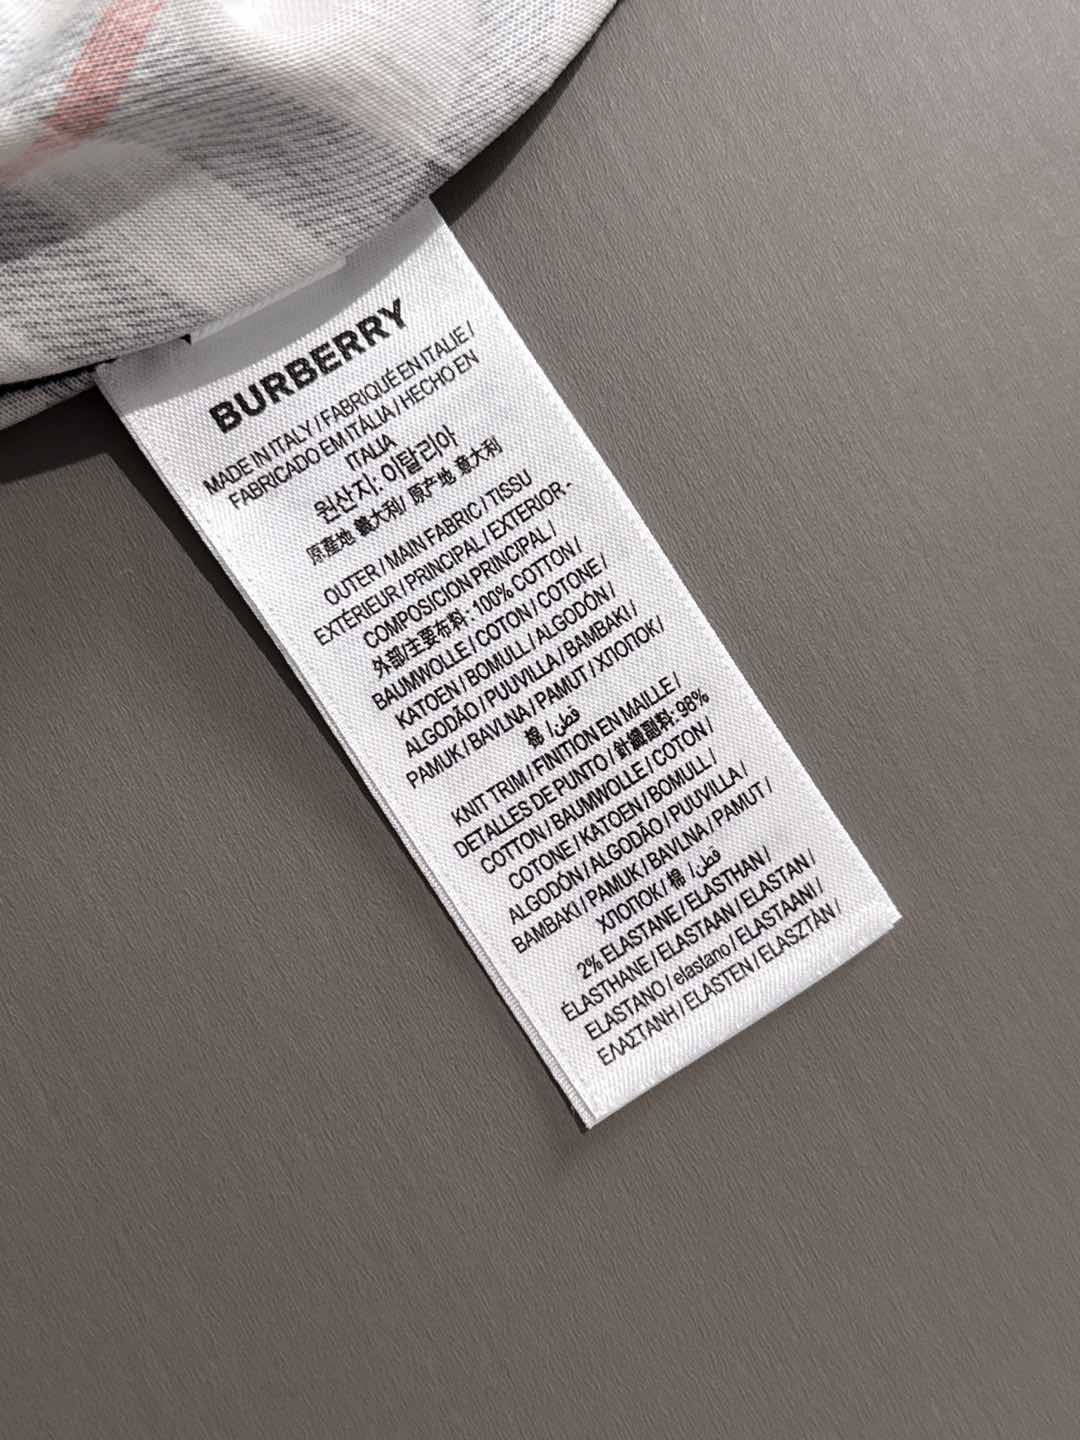 BURBERRY
MADE IN ITALY / FABRIQUÉ EN ITALIE /
FABRICADO EM ITÁLIA / HECHO EN
ITALIA
원산지: 이탈리아
原產地 義大利/ 原产地 意大利
OUTER / MAIN FABRIC / TISSU
EXTÉRIEUR / PRINCIPAL / EXTERIOR -
COMPOSICION PRINCIPAL /
外部/主要布料- 100% COTTON /
BAUMWOLLE / COTON / COTONE /
KATOEN / BOMULL / ALGODÓN /
ALGODÃO / PUUVILLA / BAMBAKI /
PAMUK / BAVLNA / PAMUT / ХЛОПОК/
棉 /قطن
KNIT TRIM / FINITION EN MAILLE /
DETALLES DE PUNTO / 針織副料: 98%
COTTON / BAUMWOLLE / COTON /
COTONE / KATOEN / BOMULL /
ALGODÓN / ALGODÃO / PUUVILLA /
BAMBAKI / PAMUK / BAVLNA / PAMUT /
ХЛОПОК / 棉 /قطن
2% ELASTANE / ELASTHAN /
ÉLASTHANE / ELASTAAN / ELASTAN /
ELASTANO / elastano / ELASTAANI /
ΕΛΑΣΤΑΝΗ / ELASTEN / ELASZTÁN /